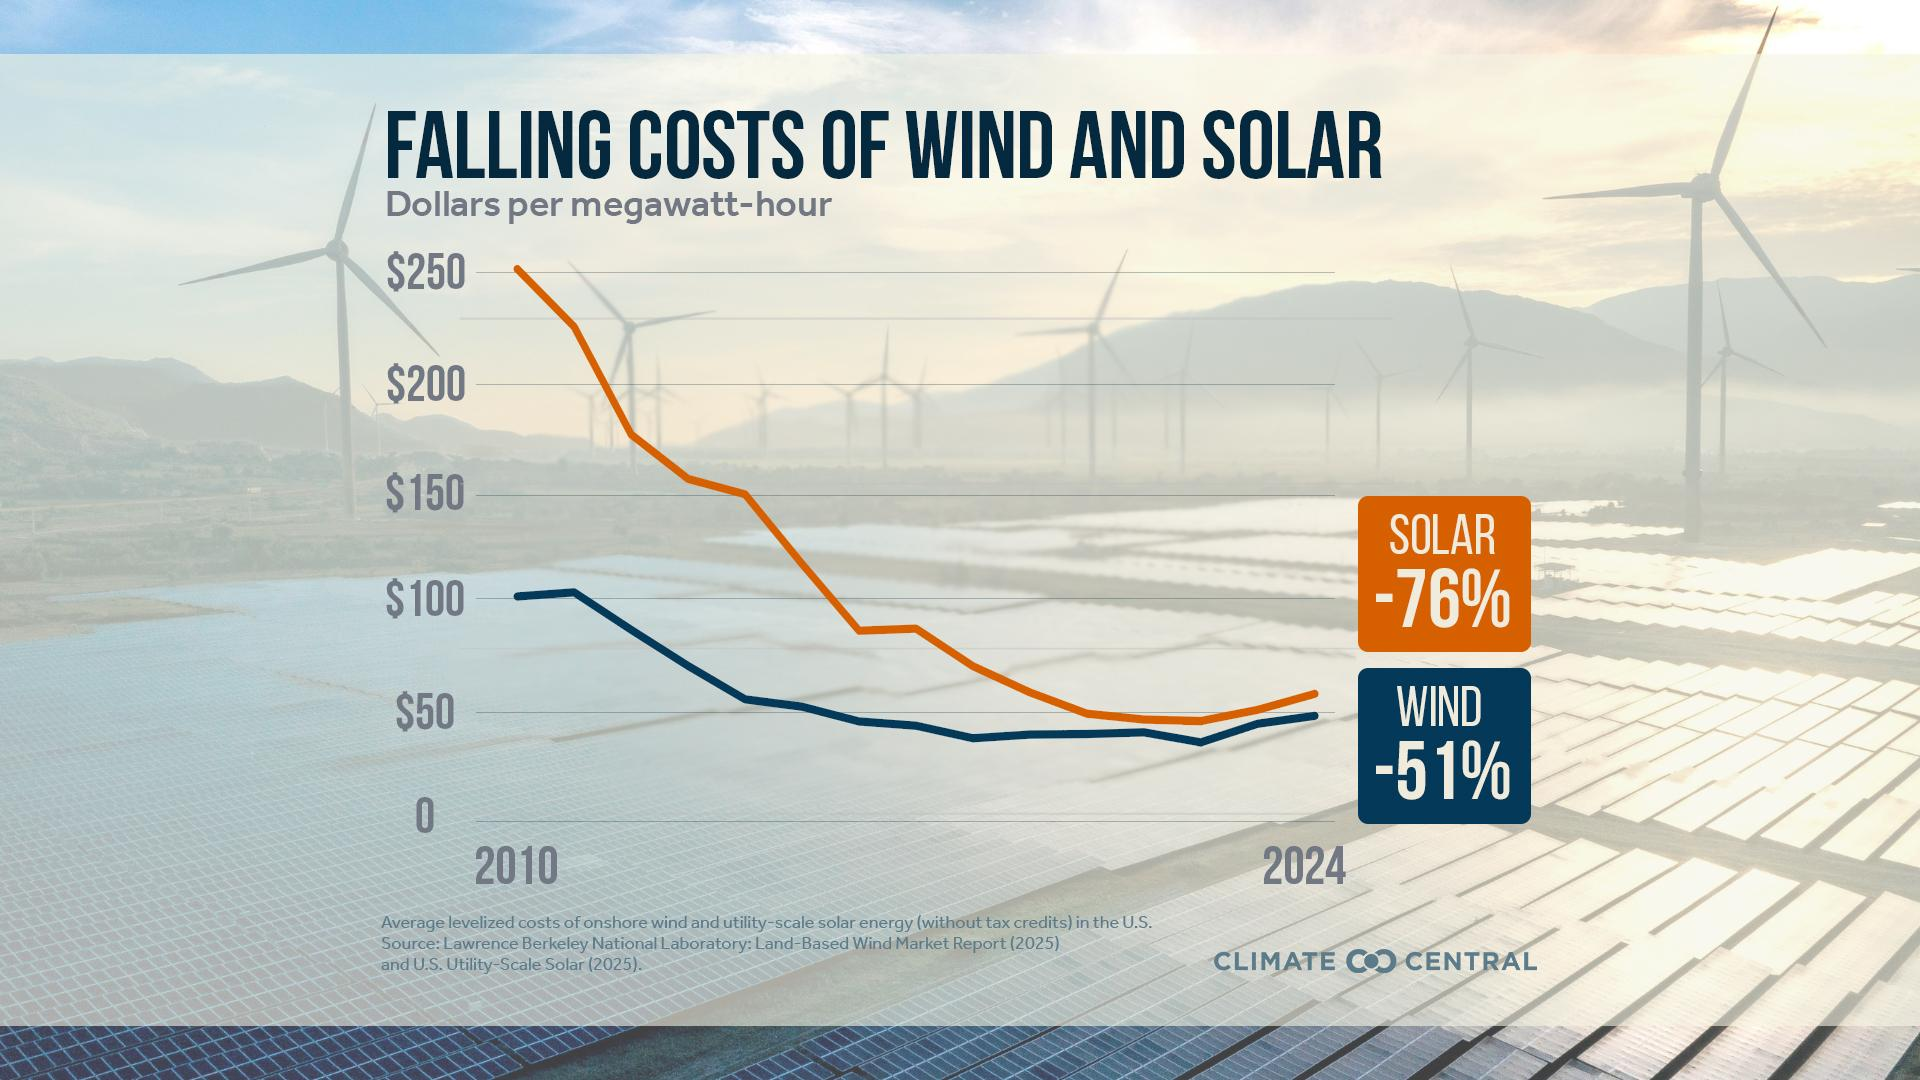 FALLING COSTS OF WIND AND SOLAR
Dollars per megawatt-hour
$250
$200
$150
$100
$50
0
2010
2024
SOLAR
-76%
WIND
-51%
Average levelized costs of onshore wind and utility-scale solar energy (without tax credits) in the U.S.
Source: Lawrence Berkeley National Laboratory: Land-Based Wind Market Report (2025)
and U.S. Utility-Scale Solar (2025).
CLIMATE CENTRAL